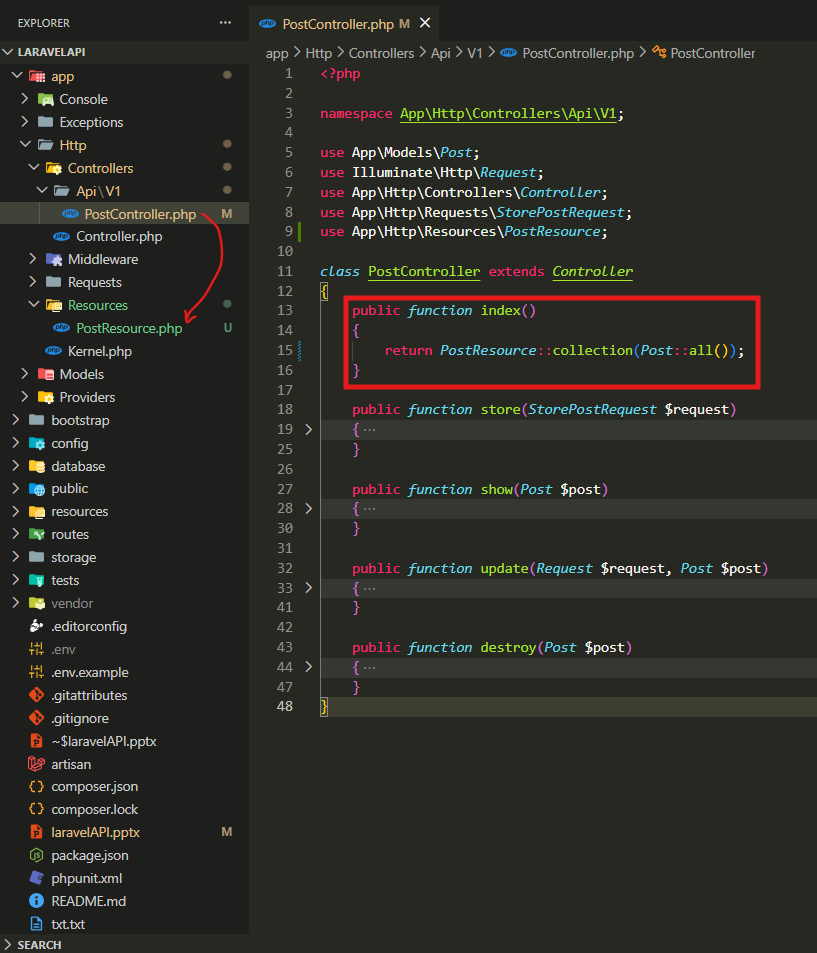 EXPLORER ...
LARAVELAPI
app
Console
Exceptions
Http
Controllers
Api\V1
PostController.php M
Controller.php
Middleware
Requests
Resources
PostResource.php U
Kernel.php
Models
Providers
bootstrap
config
database
public
resources
routes
storage
tests
vendor
.editorconfig
.env
.env.example
.gitattributes
.gitignore
~$laravelAPI.pptx
artisan
composer.json
composer.lock
laravelAPI.pptx M
package.json
phpunit.xml
README.md
txt.txt
SEARCH
PostController.php M
app > Http > Controllers > Api > V1 > PostController.php > PostController
1 <?php
2
3 namespace App\Http\Controllers\Api\V1;
4
5 use App\Models\Post;
6 use Illuminate\Http\Request;
7 use App\Http\Controllers\Controller;
8 use App\Http\Requests\StorePostRequest;
9 use App\Http\Resources\PostResource;
10
11 class PostController extends Controller
12 {
13 public function index()
14 {
15 return PostResource::collection(Post::all());
16 }
17
18 public function store(StorePostRequest $request)
19 { ...
25 }
26
27 public function show(Post $post)
28 { ...
30 }
31
32 public function update(Request $request, Post $post)
33 { ...
41 }
42
43 public function destroy(Post $post)
44 { ...
47 }
48 }